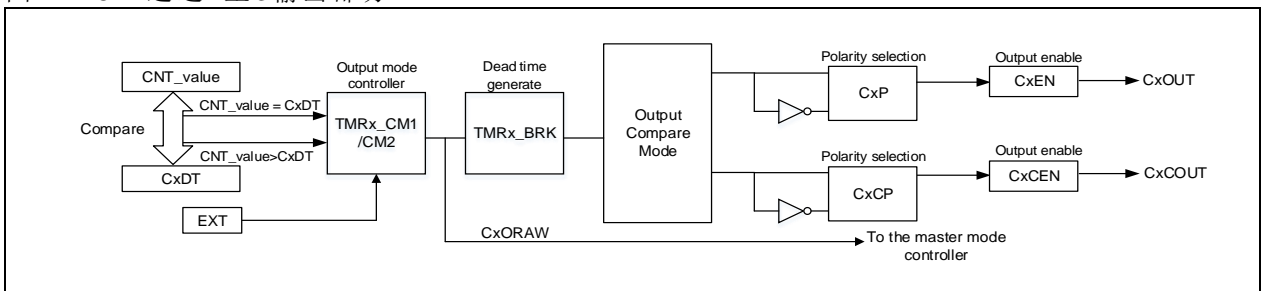 CNT_value
Compare
CxDT
CNT_value = CxDT
CNT_value>CxDT
EXT
Output mode
controller
TMRx_CM1
/CM2
Dead time
generate
TMRx_BRK
CxORAW
Output
Compare
Mode
Polarity selection
CxP
Output enable
CxEN
CxOUT
Polarity selection
CxCP
Output enable
CxCEN
CxCOUT
To the master mode
controller